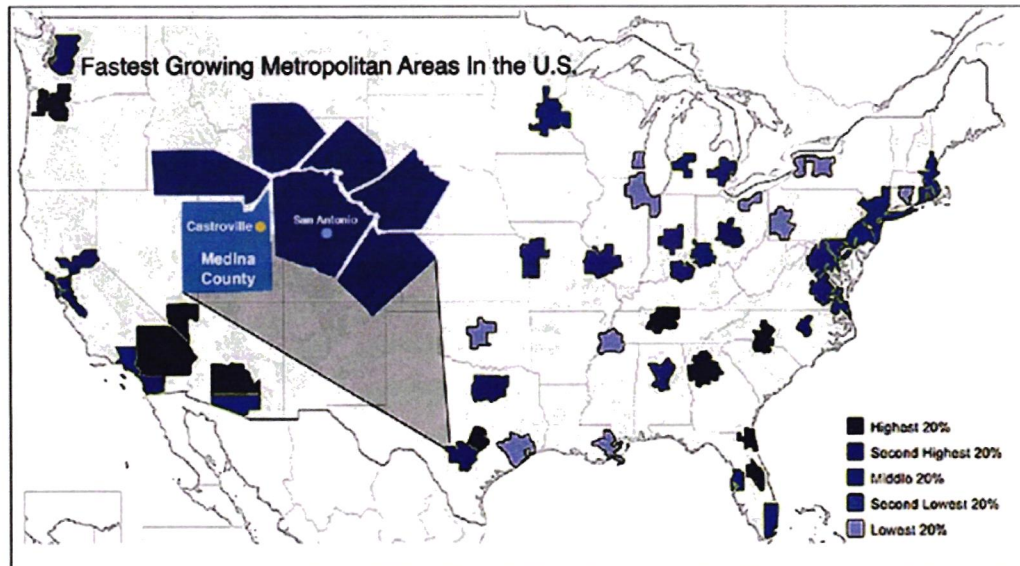 Fastest Growing Metropolitan Areas In the U.S.
Castroville
San Antonio
Medina
County
Highest 20%
Second Highest 20%
Middle 20%
Second Lowest 20%
Lowest 20%